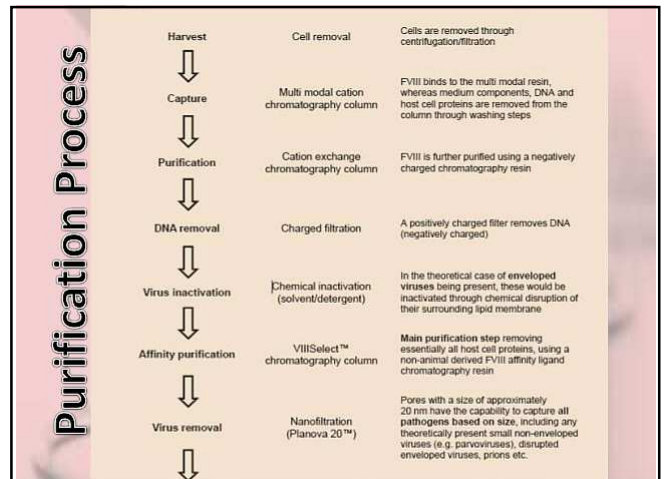 Purification Process
Harvest
Cell removal
Cells are removed through
centrifugation/filtration
Capture
Multi modal cation
chromatography column
FVIII binds to the multi modal resin,
whereas medium components, DNA and
host cell proteins are removed from the
column through washing steps
Purification
Cation exchange
chromatography column
FVIII is further purified using a negatively
charged chromatography resin
DNA removal
Charged filtration
A positively charged filter removes DNA
(negatively charged)
Virus inactivation
Chemical inactivation
(solvent/detergent)
In the theoretical case of enveloped
viruses being present, these would be
inactivated through chemical disruption of
their surrounding lipid membrane
Affinity purification
VIIISelect™
chromatography column
Main purification step removing
essentially all host cell proteins, using a
non-animal derived FVIII affinity ligand
chromatography resin
Virus removal
Nanofiltration
(Planova 20™)
Pores with a size of approximately
20 nm have the capability to capture all
pathogens based on size, including any
theoretically present small non-enveloped
viruses (e.g. parvoviruses), disrupted
enveloped viruses, prions etc.